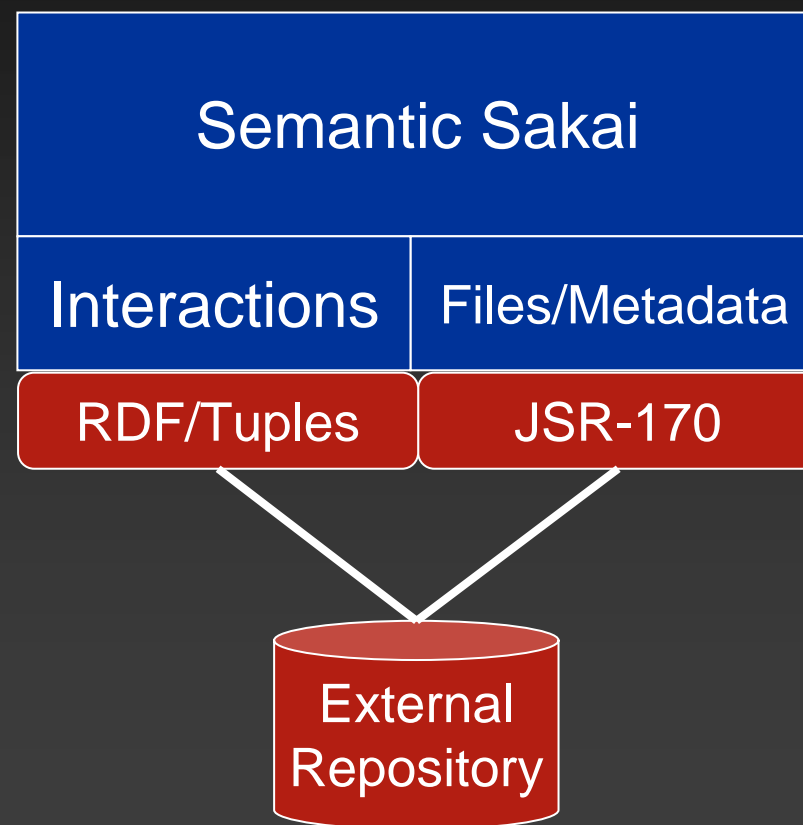 Semantic Sakai
Interactions
Files/Metadata
RDF/Tuples
JSR-170
External
Repository